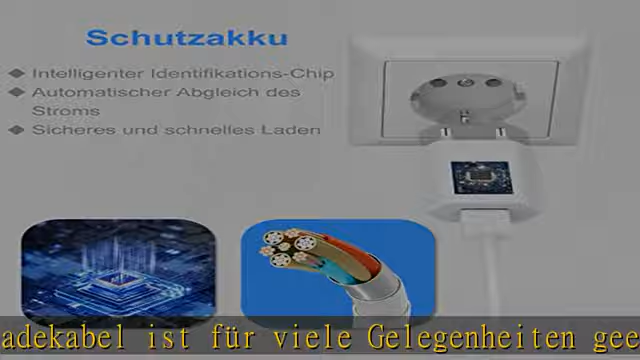 Schutzakku
◆ Intelligenter Identifikations-Chip
◆ Automatischer Abgleich des
Stroms
◆ Sicheres und schnelles Laden
adekabel ist für viele Gelegenheiten gee